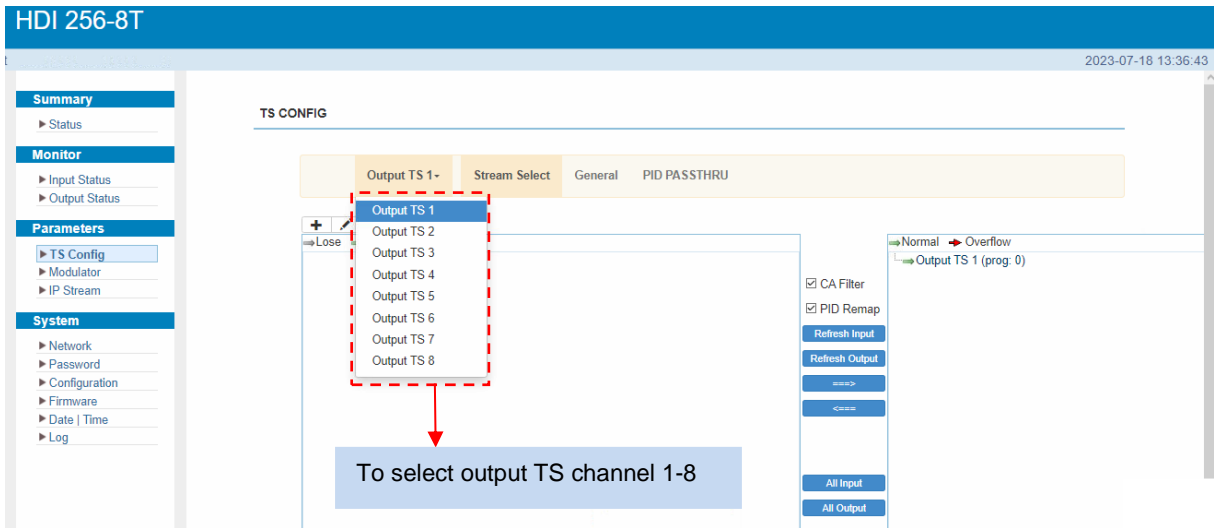 HDI 256-8T
t
2023-07-18 13:36:43
Summary
Status
Monitor
Input Status
Output Status
Parameters
TS Config
Modulator
IP Stream
System
Network
Password
Configuration
Firmware
Date | Time
Log
TS CONFIG
Output TS 1 Stream Select General PID PASSTHRU
Output TS 1
Output TS 2
Output TS 3
Output TS 4
Output TS 5
Output TS 6
Output TS 7
Output TS 8
Lose
CA Filter
PID Remap
Refresh Input
Refresh Output
===>
<===
All Input
All Output
Normal Overflow
Output TS 1 (prog: 0)
To select output TS channel 1-8